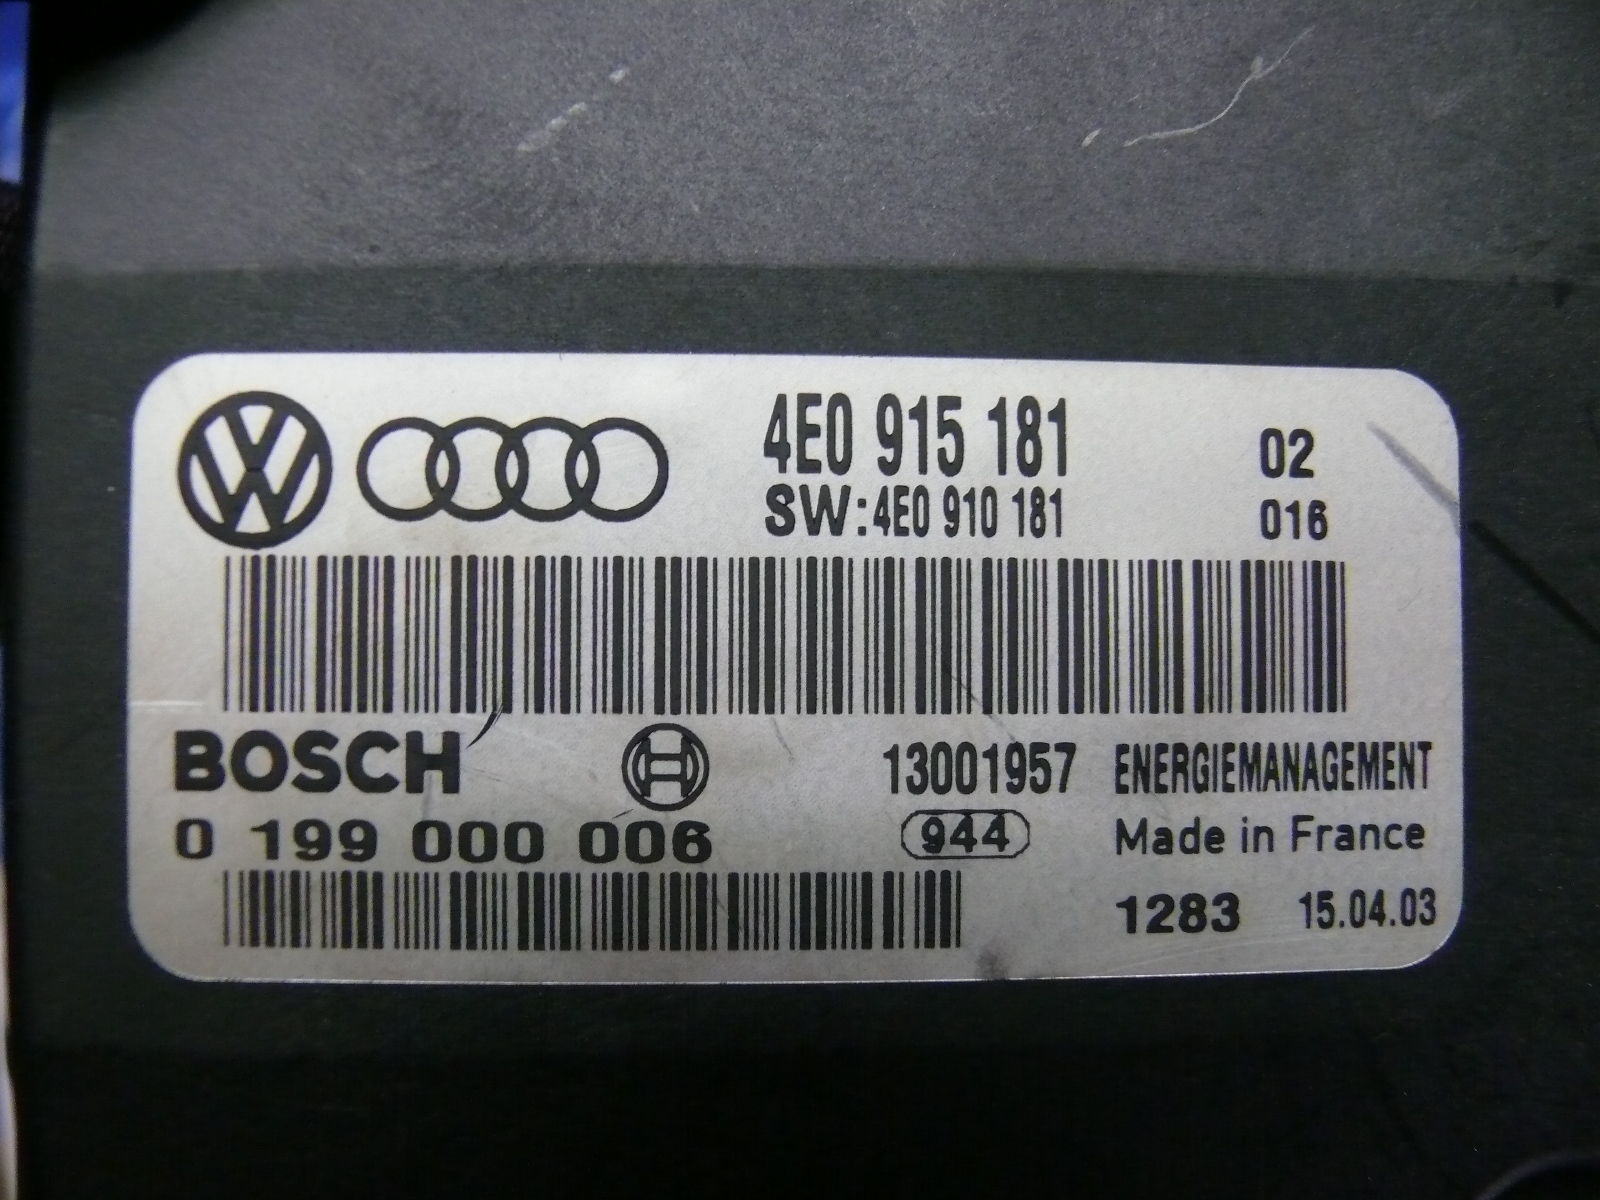 4E0 915 181 02
SW:4E0 910 181 016
BOSCH 13001957 ENERGIEMANAGEMENT
0 199 000 006 944 Made in France
1283 15.04.03